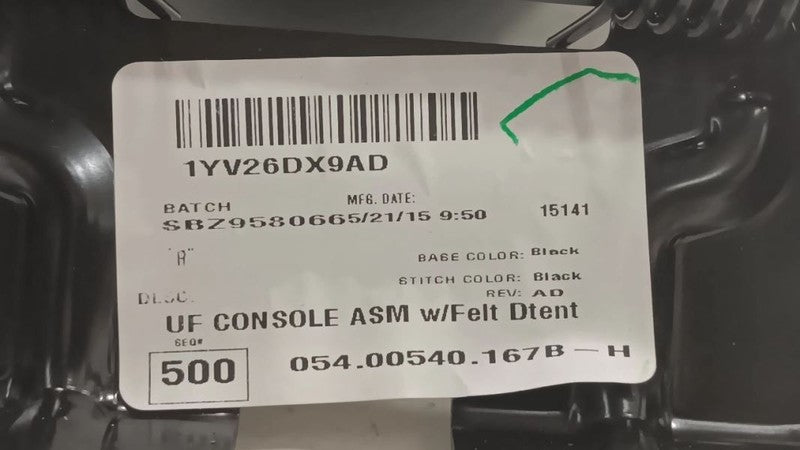 1YV26DX9AD
BATCH MFG. DATE:
SBZ9580665/21/15 9:50 15141
"R" BASE COLOR: Black
STITCH COLOR: Black
DESC. REV: AD
UF CONSOLE ASM w/Felt Dtent
SEQ#
500 054.00540.167B - H